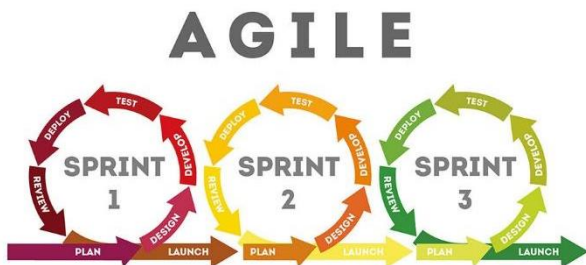 AGILE
TEST
DEPLOY
REVIEW
PLAN
DESIGN
DEVELOP
SPRINT
1
LAUNCH
TEST
DEPLOY
REVIEW
PLAN
DESIGN
DEVELOP
SPRINT
2
LAUNCH
TEST
DEPLOY
REVIEW
PLAN
DESIGN
DEVELOP
SPRINT
3
LAUNCH